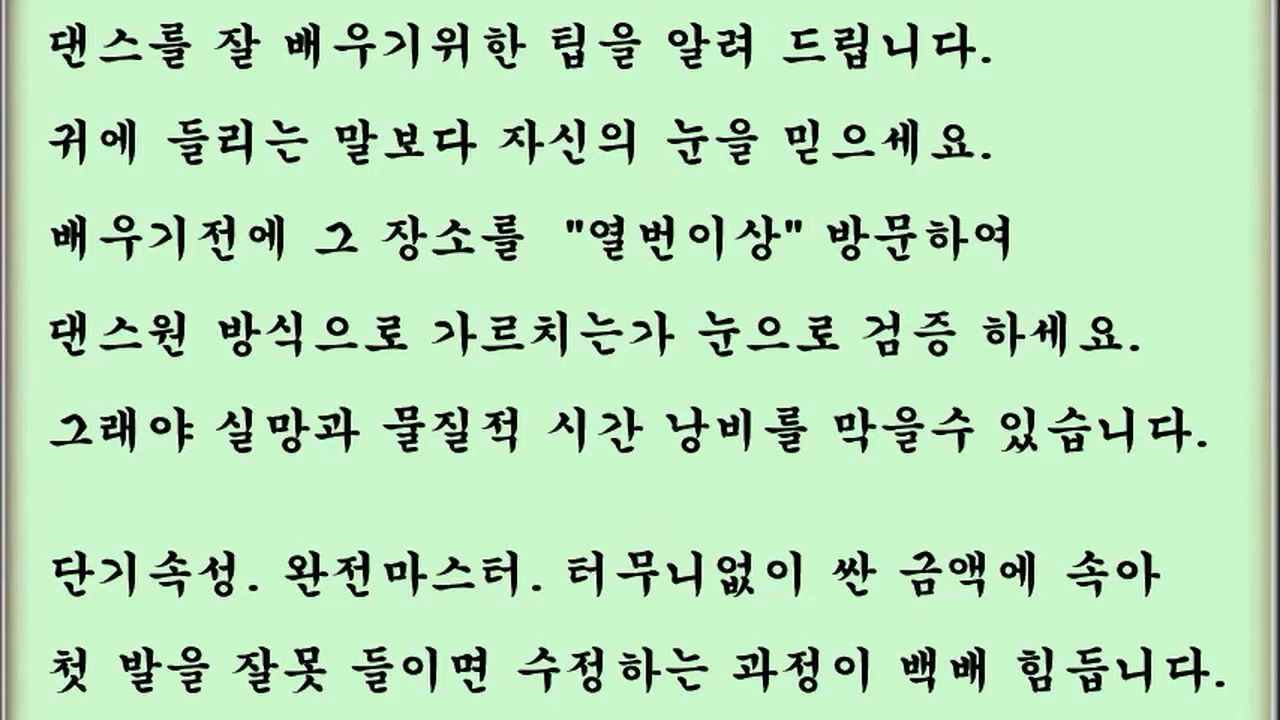 댄스를 잘 배우기위한 팁을 알려 드립니다.
귀에 들리는 말보다 자신의 눈을 믿으세요.
배우기전에 그 장소를 "열번이상" 방문하여
댄스원 방식으로 가르치는가 눈으로 검증 하세요.
그래야 실망과 물질적 시간 낭비를 막을수 있습니다.
단기속성. 완전마스터. 터무니없이 싼 금액에 속아
첫 발을 잘못 들이면 수정하는 과정이 백배 힘듭니다.